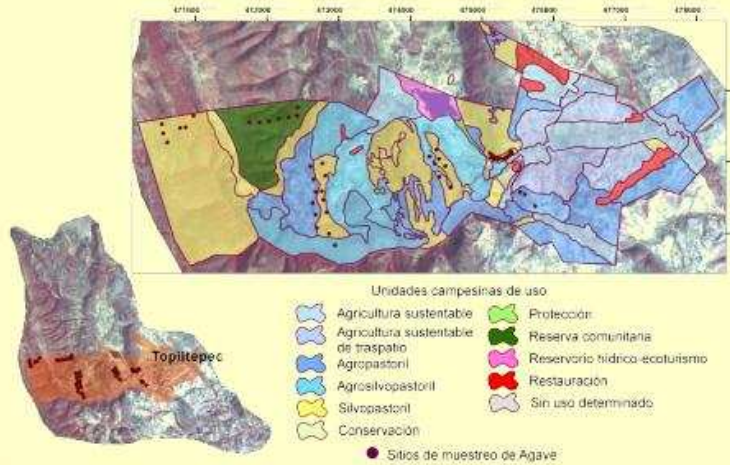 Topiltepec
Unidades campesinas de uso
Agricultura sustentable
Agricultura sustentable
de traspatio
Agropastoril
Agrosilvopastoril
Silvopastoril
Conservación
Protección
Reserva comunitaria
Reservorio hídrico-ecoturismo
Restauración
Sin uso determinado
Sitios de muestreo de Agave